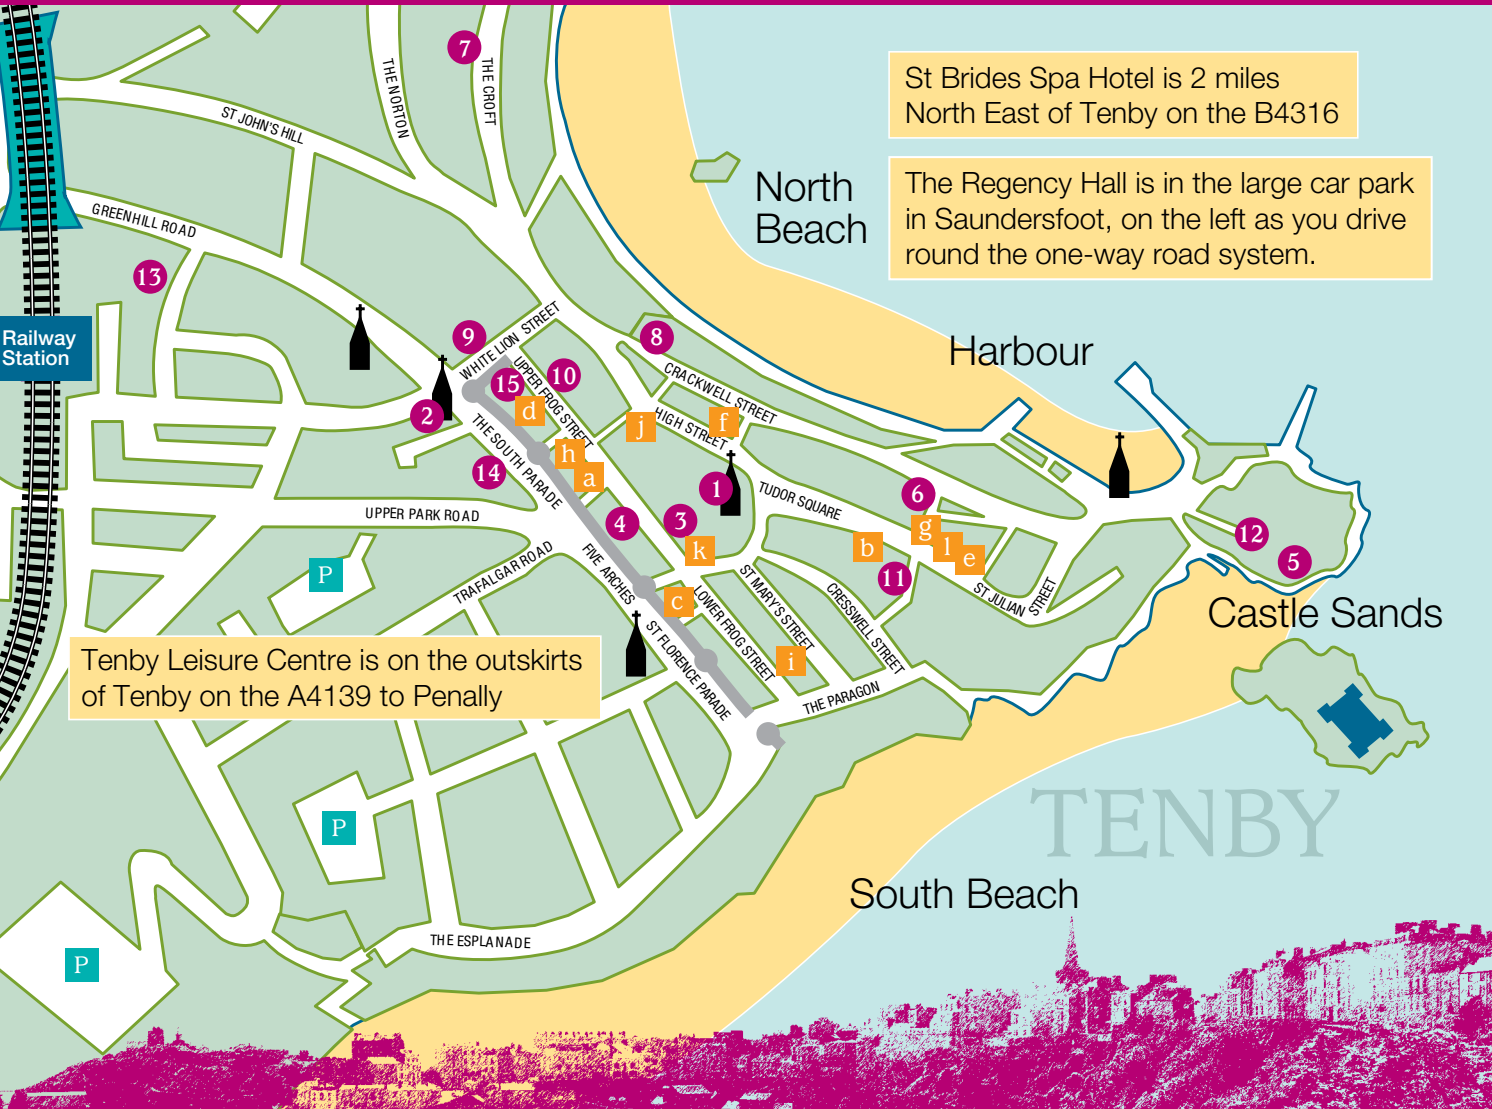 7
THE NORTON
THE CROFT
ST JOHN'S HILL
St Brides Spa Hotel is 2 miles
North East of Tenby on the B4316
North
Beach
The Regency Hall is in the large car park
in Saundersfoot, on the left as you drive
round the one-way road system.
GREENHILL ROAD
13
Railway
Station
9
WHITE LION STREET
8
Harbour
10
15
UPPER FROG STREET
CRACKWELL STREET
d
2
j
HIGH STREET
f
THE SOUTH PARADE
h
a
14
1
TUDOR SQUARE
6
UPPER PARK ROAD
4
3
k
b
g
l
e
12
5
11
P
TRAFALGAR ROAD
FIVE ARCHES
c
LOWER FROG STREET
ST MARY'S STREET
CRESSWELL STREET
ST JULIAN STREET
Castle Sands
Tenby Leisure Centre is on the outskirts
of Tenby on the A4139 to Penally
ST FLORENCE PARADE
i
THE PARAGON
TENBY
P
South Beach
THE ESPLANADE
P